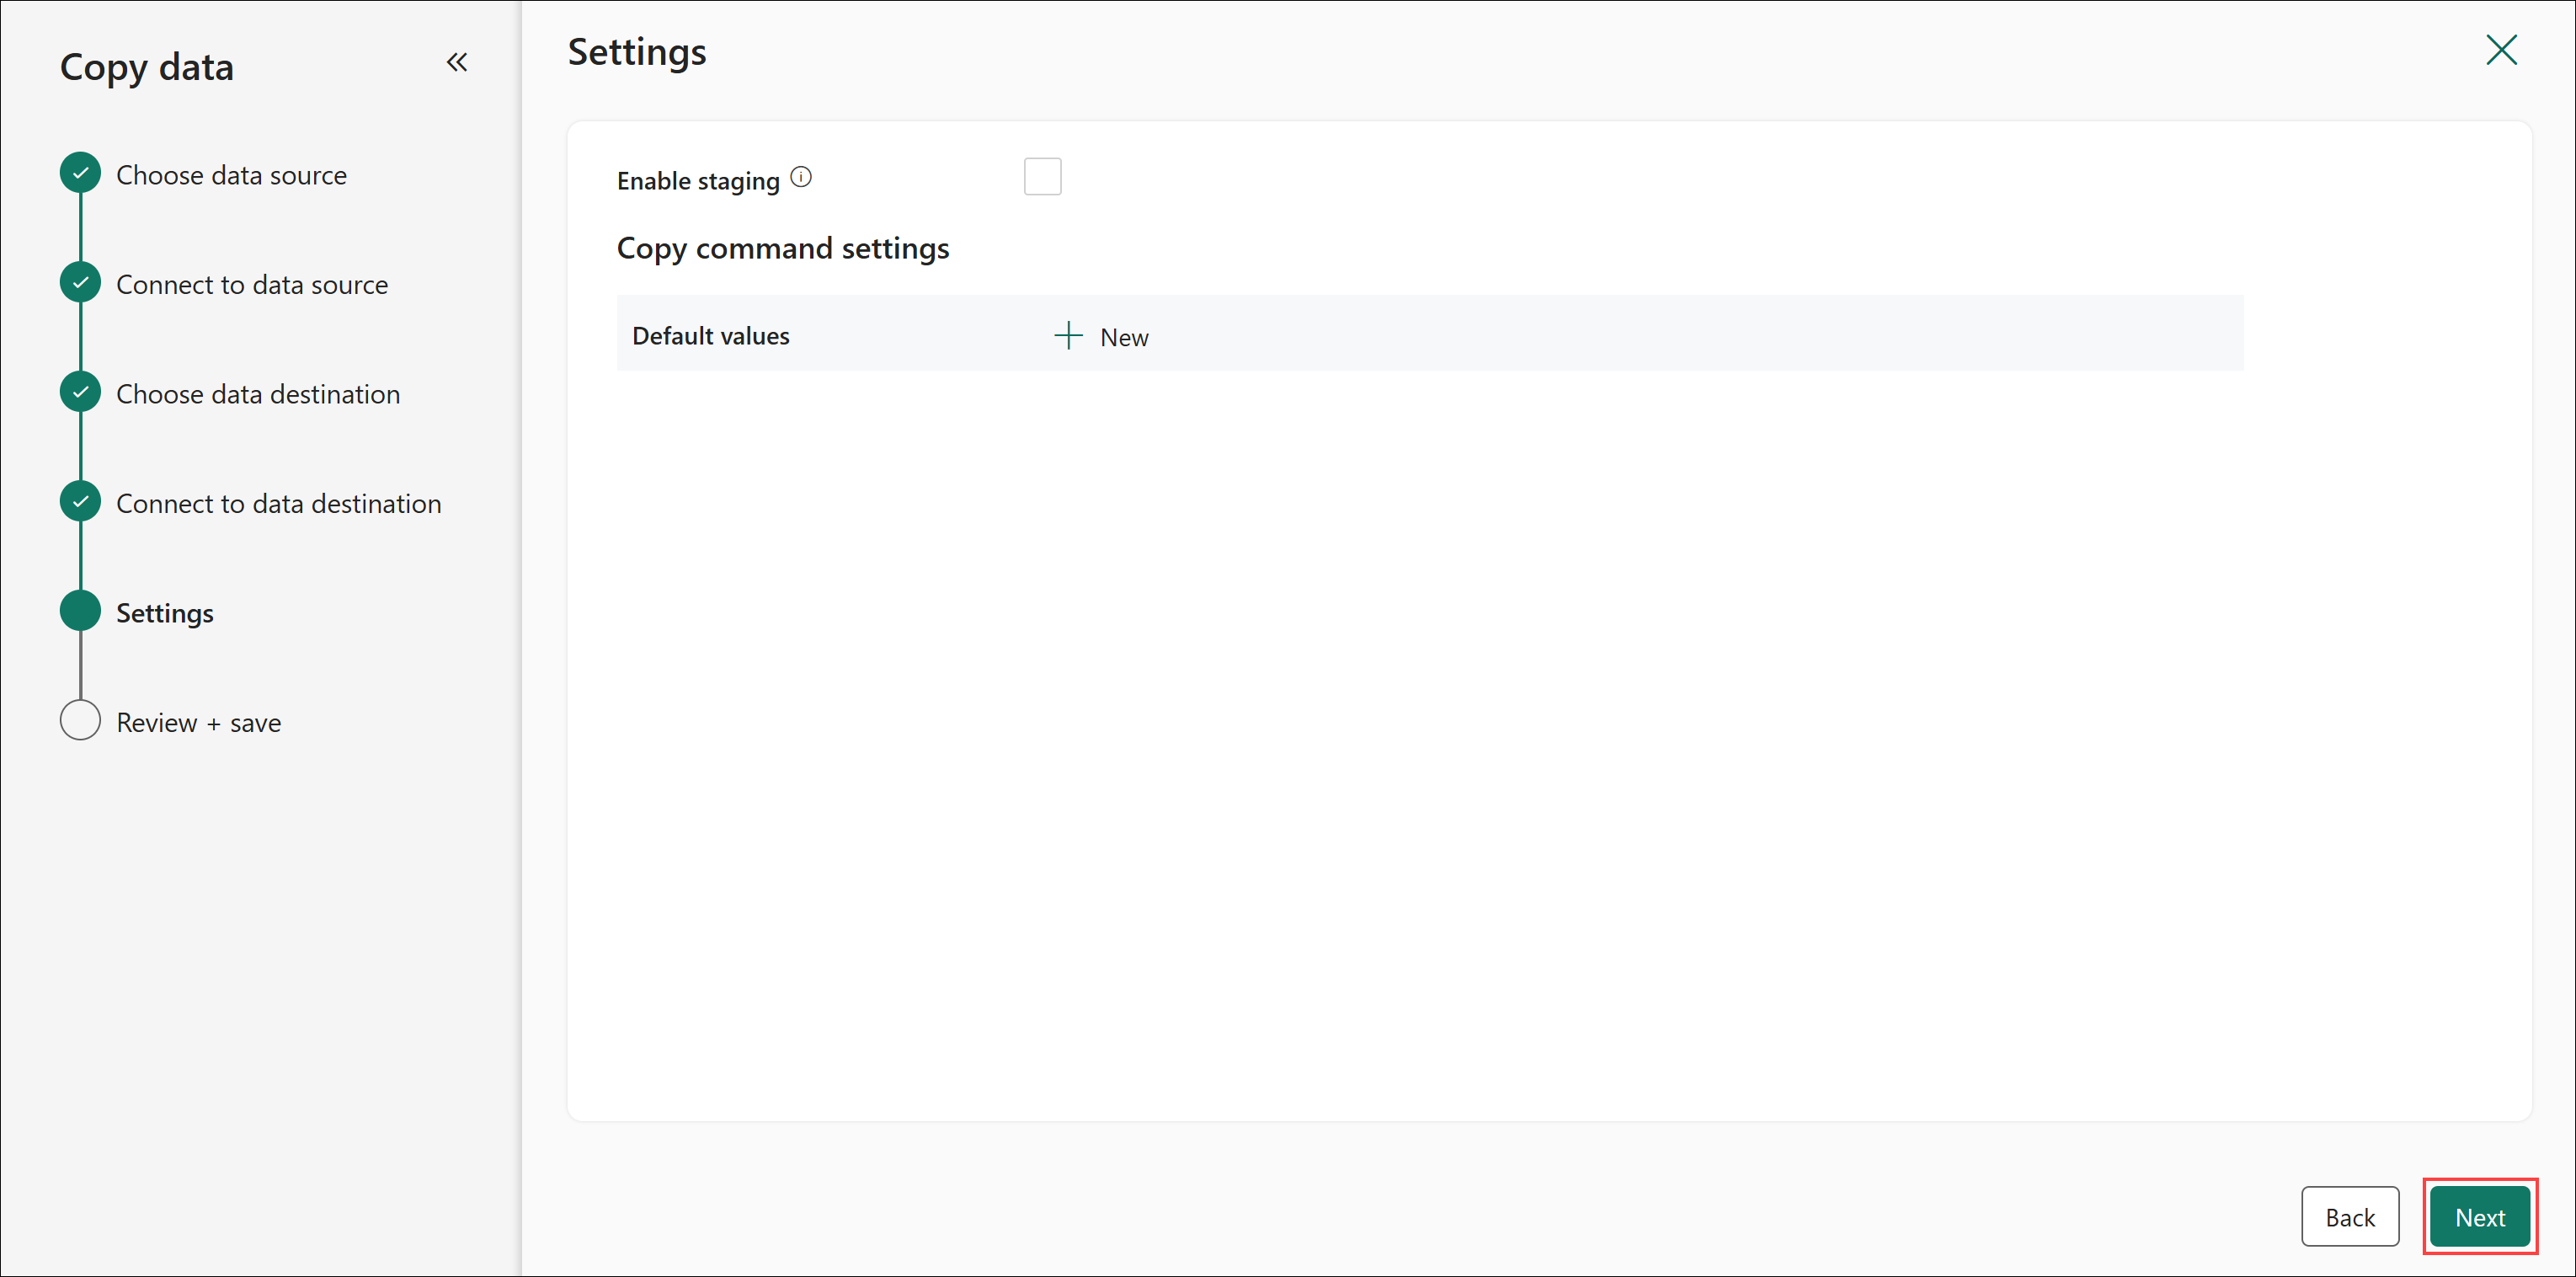 Copy data
Choose data source
Connect to data source
Choose data destination
Connect to data destination
Settings
Review + save
Settings
Enable staging
Copy command settings
Default values
New
Back
Next